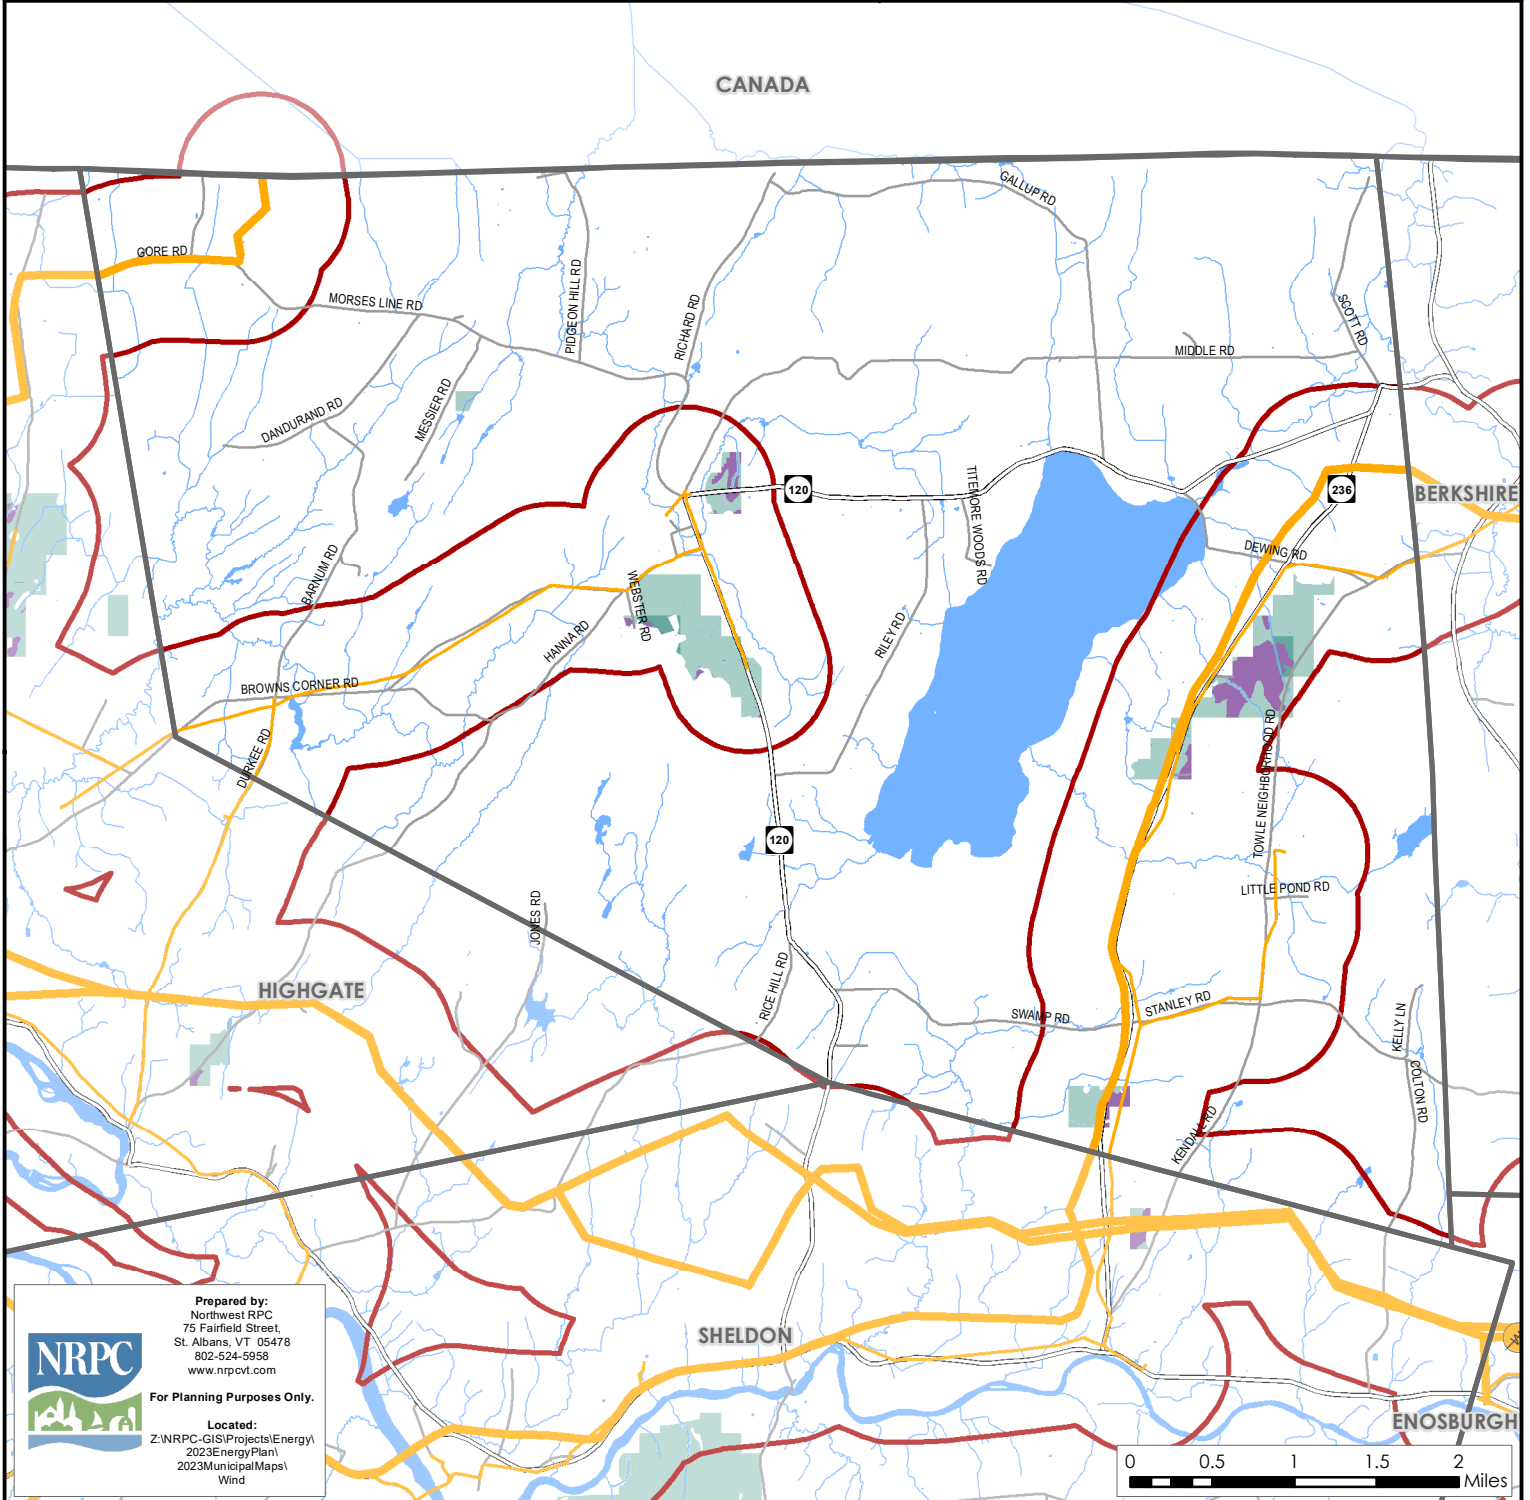 CANADA
GALLUP RD
GORE RD
MORSES LINE RD
PIDGEON HILL RD
RICHARD RD
SCOTT RD
MIDDLE RD
DANDURAND RD
MESSIER RD
120
236
BERKSHIRE
TITEMORE WOODS RD
DEWING RD
BARNUM RD
WEBSTER RD
HANNA RD
RILEY RD
BROWNS CORNER RD
DURKEE RD
TOWLE NEIGHBORHOOD RD
120
LITTLE POND RD
JONES RD
HIGHGATE
RICE HILL RD
SWAMP RD
STANLEY RD
KELLY LN
COLTON RD
KENDALL RD
SHELDON
ENOSBURGH
NRPC
Prepared by:
Northwest RPC
75 Fairfield Street,
St. Albans, VT 05478
802-524-5958
www.nrpcvt.com
For Planning Purposes Only.
Located:
Z:\NRPC-GIS\Projects\Energy\
2023EnergyPlan\
2023MunicipalMaps\
Wind
0 0.5 1 1.5 2
Miles